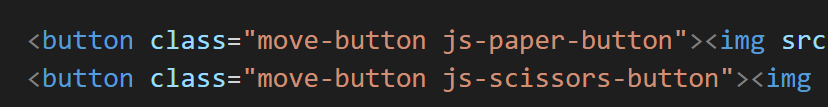 <button class="move-button js-paper-button"><img src
<button class="move-button js-scissors-button"><img